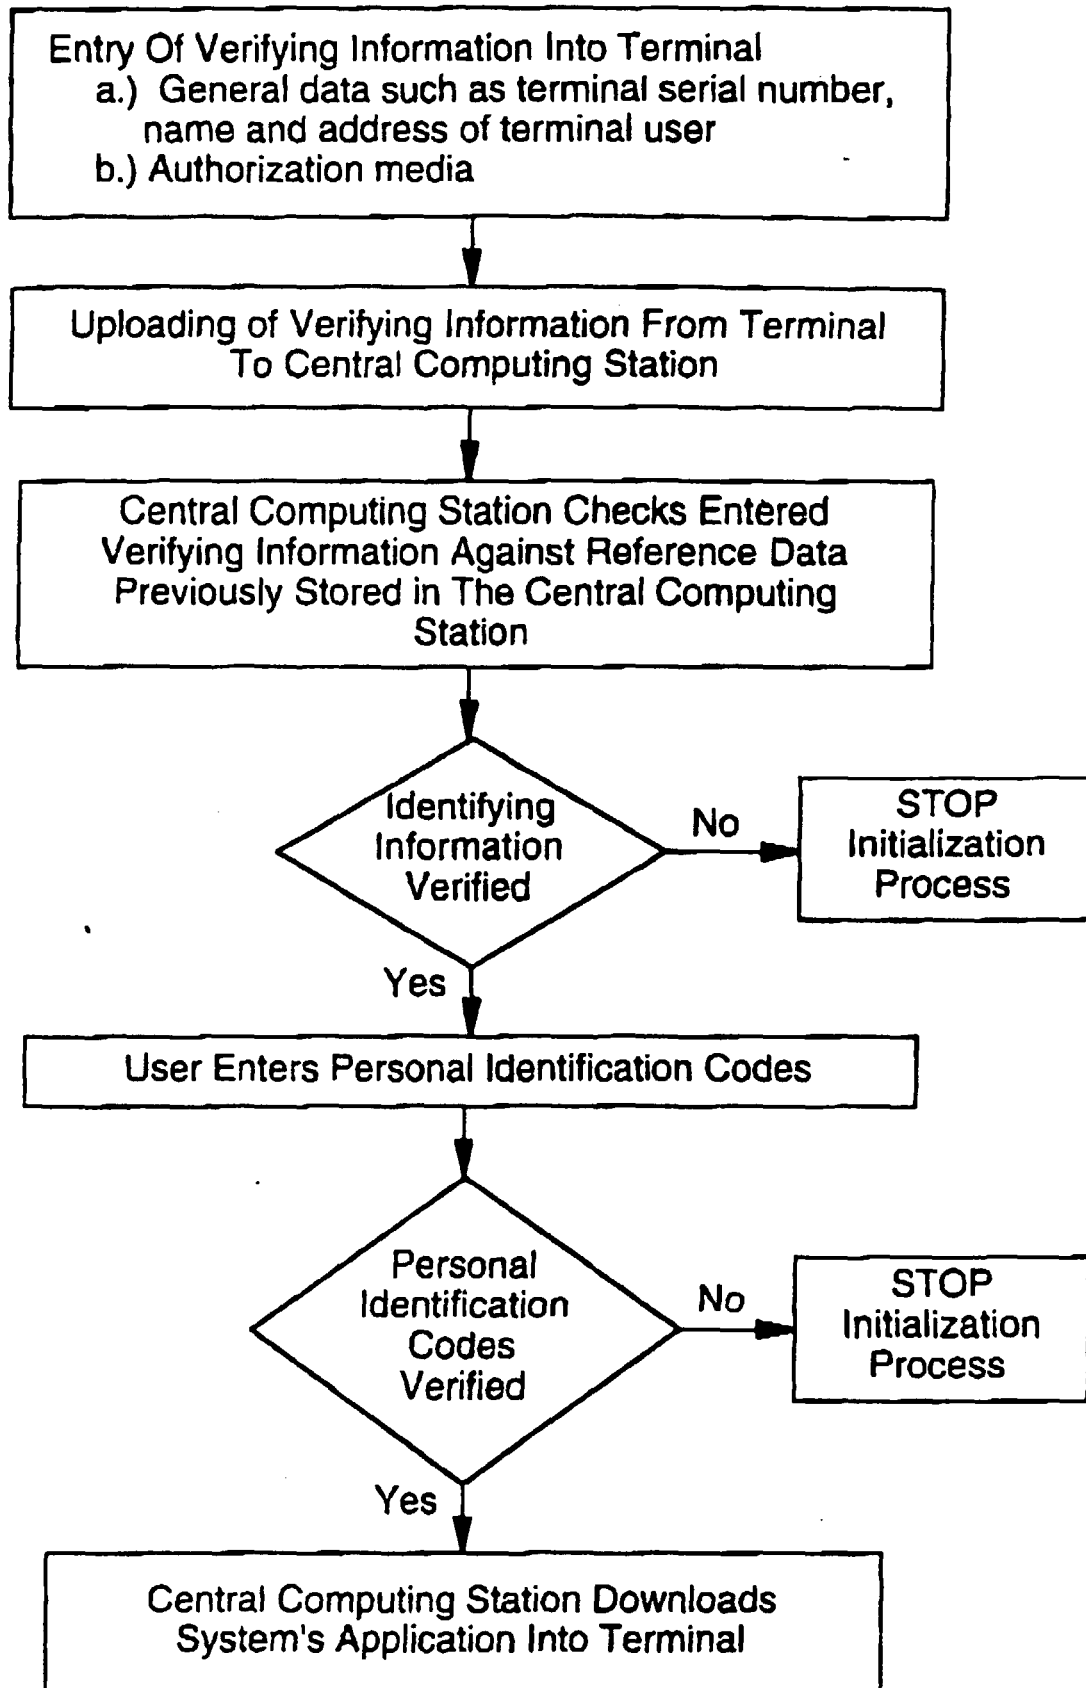 Entry Of Verifying Information Into Terminal
a.) General data such as terminal serial number,
name and address of terminal user
b.) Authorization media
Uploading of Verifying Information From Terminal
To Central Computing Station
Central Computing Station Checks Entered
Verifying Information Against Reference Data
Previously Stored in The Central Computing
Station
Identifying
Information
Verified
No
STOP
Initialization
Process
Yes
User Enters Personal Identification Codes
Personal
Identification
Codes
Verified
No
STOP
Initialization
Process
Yes
Central Computing Station Downloads
System's Application Into Terminal